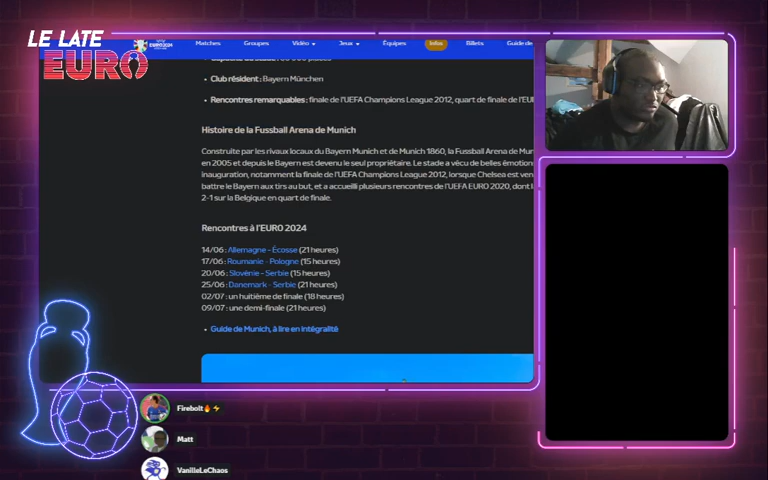 LE LATE
EURO
EURO2024
Matches
Groupes
Vidéo
Jeux
Équipes
Infos
Billets
Guide de
Club résident : Bayern München
Rencontres remarquables : finale de l'UEFA Champions League 2012, quart de finale de l'EU
Histoire de la Fussball Arena de Munich
Construite par les rivaux locaux du Bayern Munich et de Munich 1860, la Fussball Arena de Mun
en 2005 et depuis le Bayern est devenu le seul propriétaire. Le stade a vécu de belles émotion
inauguration, notamment la finale de l'UEFA Champions League 2012, lorsque Chelsea est ven
battre le Bayern aux tirs au but, et a accueilli plusieurs rencontres de l'UEFA EURO 2020, dont l
2-1 sur la Belgique en quart de finale.
Rencontres à l'EURO 2024
14/06 : Allemagne - Écosse (21 heures)
17/06 : Roumanie - Pologne (15 heures)
20/06 : Slovénie - Serbie (15 heures)
25/06 : Danemark - Serbie (21 heures)
02/07 : un huitième de finale (18 heures)
09/07 : une demi-finale (21 heures)
Guide de Munich, à lire en intégralité
Firebolt
Matt
VanilleLeChaos